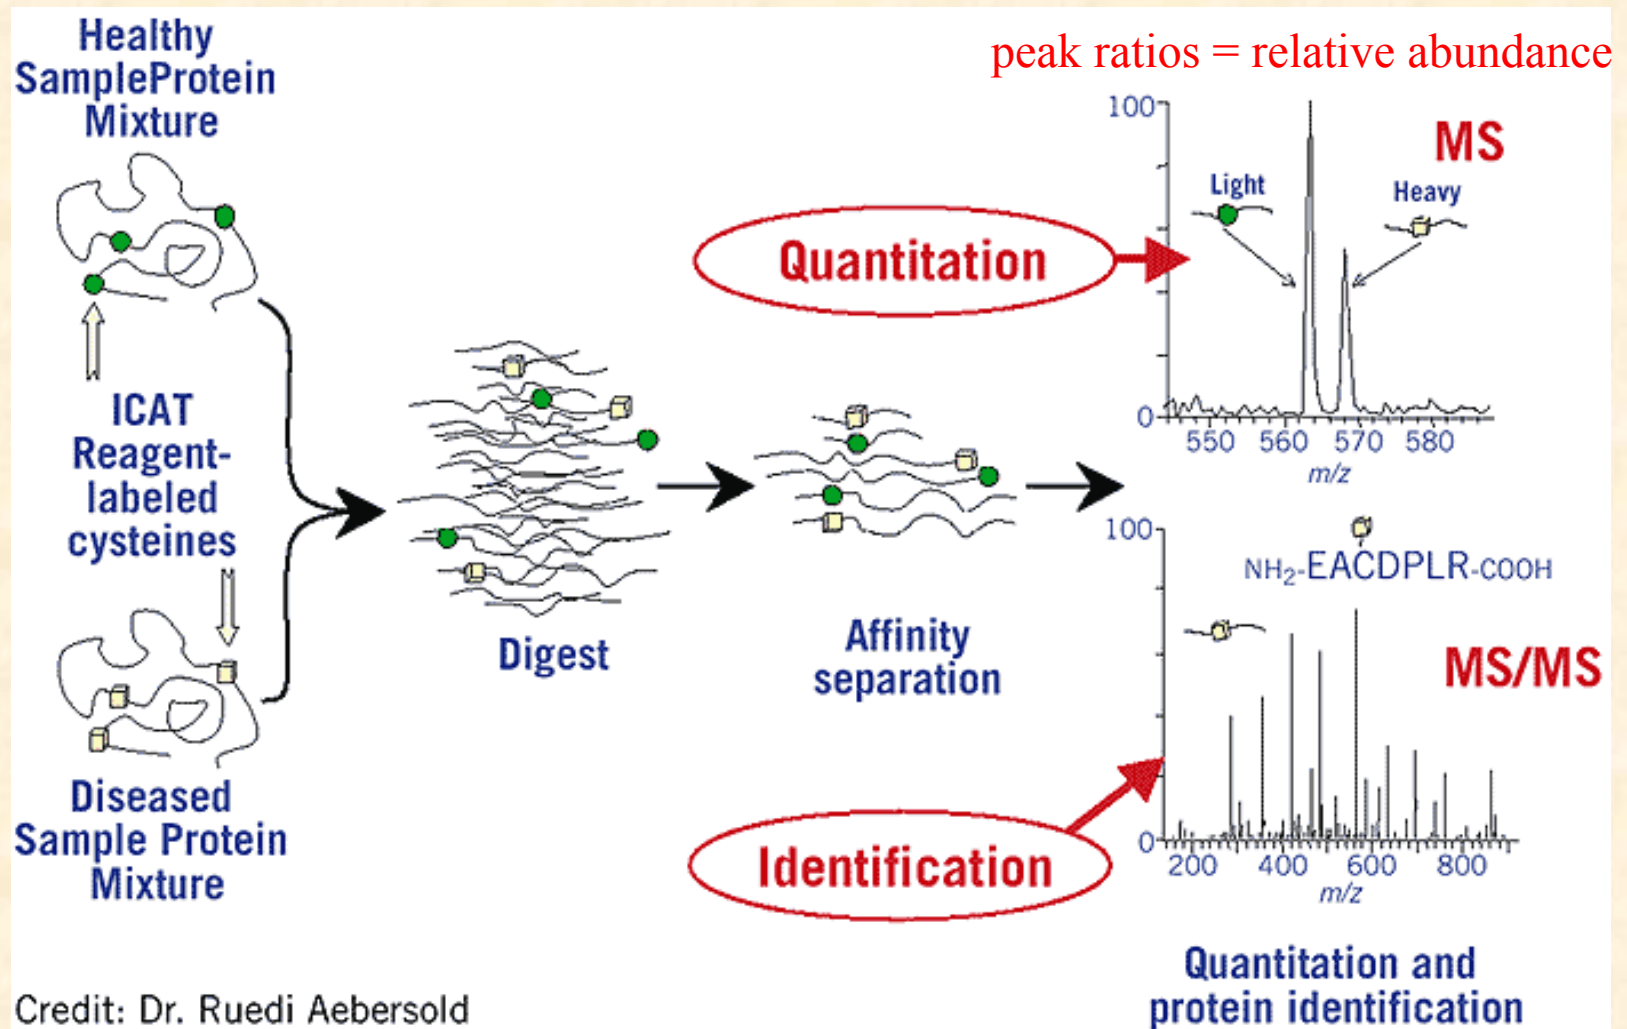 Healthy
SampleProtein
Mixture
ICAT
Reagent-
labeled
cysteines
Diseased
Sample Protein
Mixture
Digest
Affinity
separation
Quantitation
Identification
peak ratios = relative abundance
MS
100
Light
Heavy
0
550 560 570 580
m/z
100
NH2-EACDPLR-COOH
MS/MS
0
200 400 600 800
m/z
Quantitation and
protein identification
Credit: Dr. Ruedi Aebersold